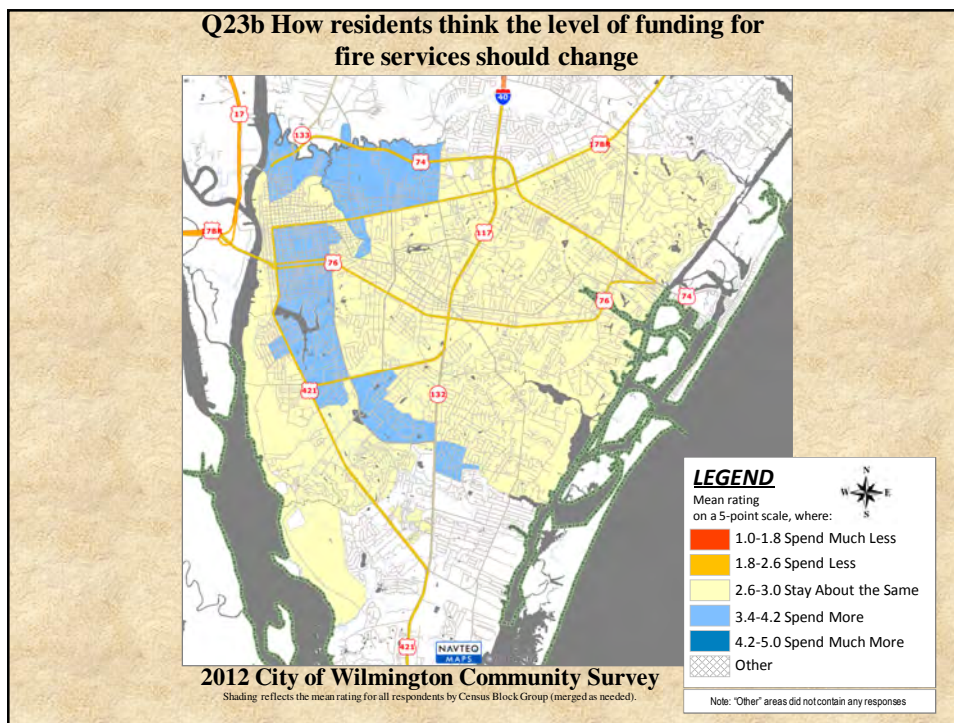 Q23b How residents think the level of funding for
fire services should change
40
17
133
178R
74
117
178R
76
76
74
421
132
LEGEND
N
W E
S
Mean rating
on a 5-point scale, where:
1.0-1.8 Spend Much Less
1.8-2.6 Spend Less
2.6-3.0 Stay About the Same
3.4-4.2 Spend More
4.2-5.0 Spend Much More
Other
421
NAVTEQ
MAPS
2012 City of Wilmington Community Survey
Shading reflects the mean rating for all respondents by Census Block Group (merged as needed).
Note: "Other" areas did not contain any responses